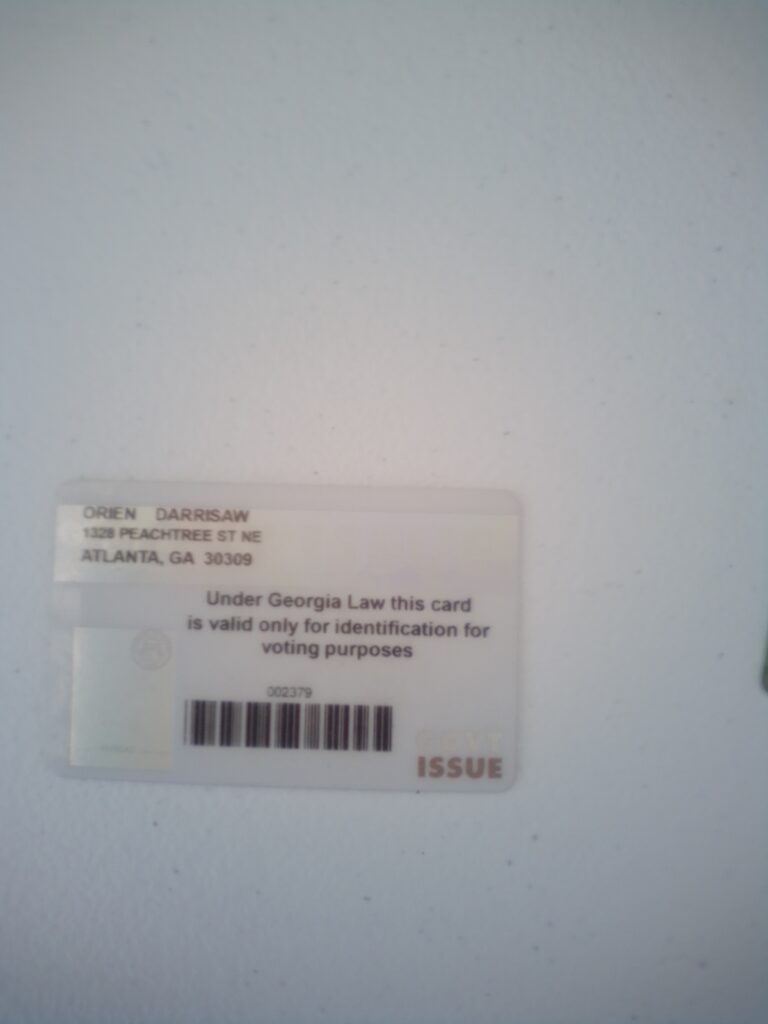 ORIEN DARRISAW
1328 PEACHTREE ST NE
ATLANTA, GA 30309
Under Georgia Law this card
is valid only for identification for
voting purposes
002379
GOVT
ISSUE